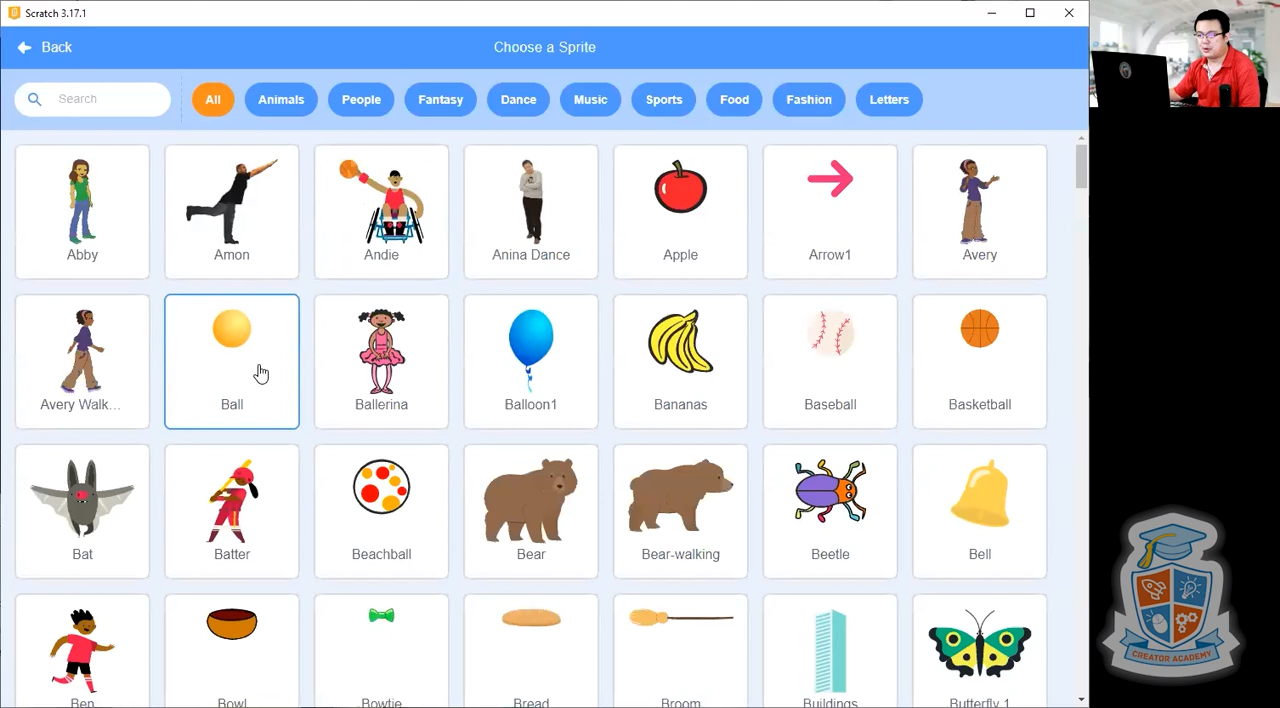 Scratch 3.17.1
Back
Choose a Sprite
Search
All
Animals
People
Fantasy
Dance
Music
Sports
Food
Fashion
Letters
Abby
Amon
Andie
Anina Dance
Apple
Arrow1
Avery
Avery Walk...
Ball
Ballerina
Balloon1
Bananas
Baseball
Basketball
Bat
Batter
Beachball
Bear
Bear-walking
Beetle
Bell
Ben
Bowl
Bowtie
Bread
Broom
Buildings
Butterfly 1
CREATOR ACADEMY